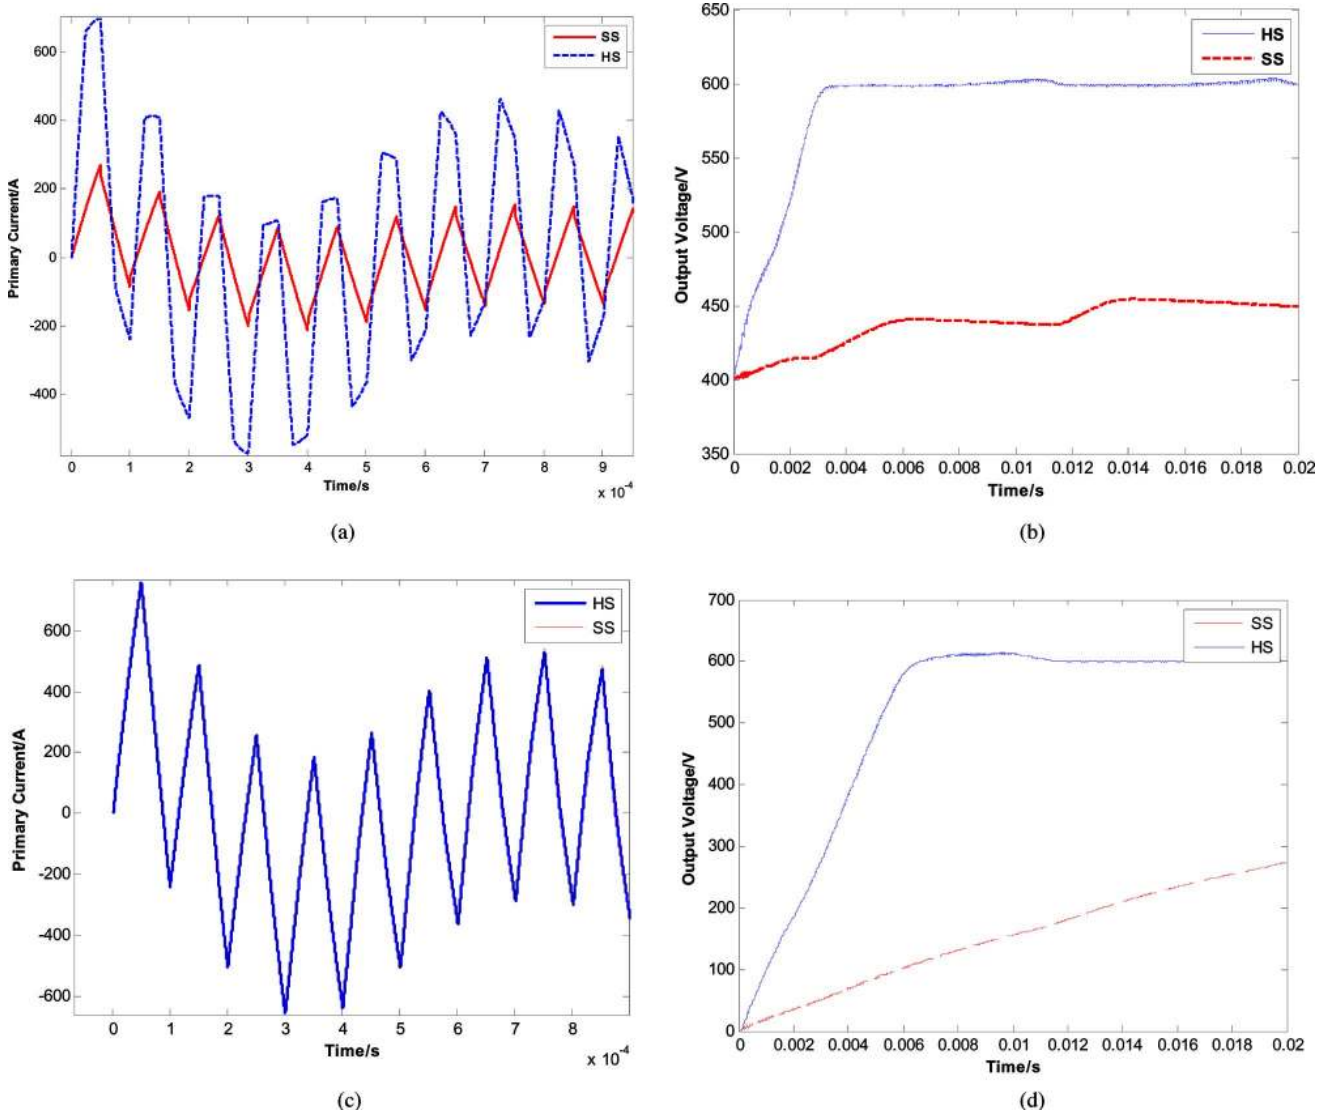 600
400
200
0
-200
-400
Primary Current/A
SS
HS
0 1 2 3 4 5 6 7 8 9
Time/s
x 10⁻⁴
(a)
650
600
550
500
450
400
350
Output Voltage/V
HS
SS
0 0.002 0.004 0.006 0.008 0.01 0.012 0.014 0.016 0.018 0.02
Time/s
(b)
600
400
200
0
-200
-400
-600
Primary Current/A
HS
SS
0 1 2 3 4 5 6 7 8
Time/s
x 10⁻⁴
(c)
700
600
500
400
300
200
100
0
Output Voltage/V
SS
HS
0 0.002 0.004 0.006 0.008 0.01 0.012 0.014 0.016 0.018 0.02
Time/s
(d)